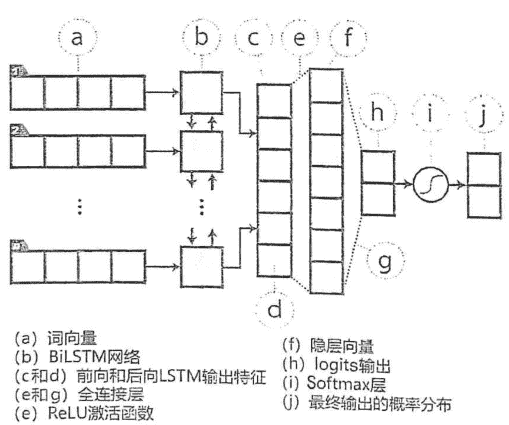 a
b
c
e
f
h
i
j
d
g
(a) 词向量
(b) BiLSTM网络
(c和d) 前向和后向LSTM输出特征
(e和g) 全连接层
(e) ReLU激活函数
(f) 隐层向量
(h) logits输出
(i) Softmax层
(j) 最终输出的概率分布